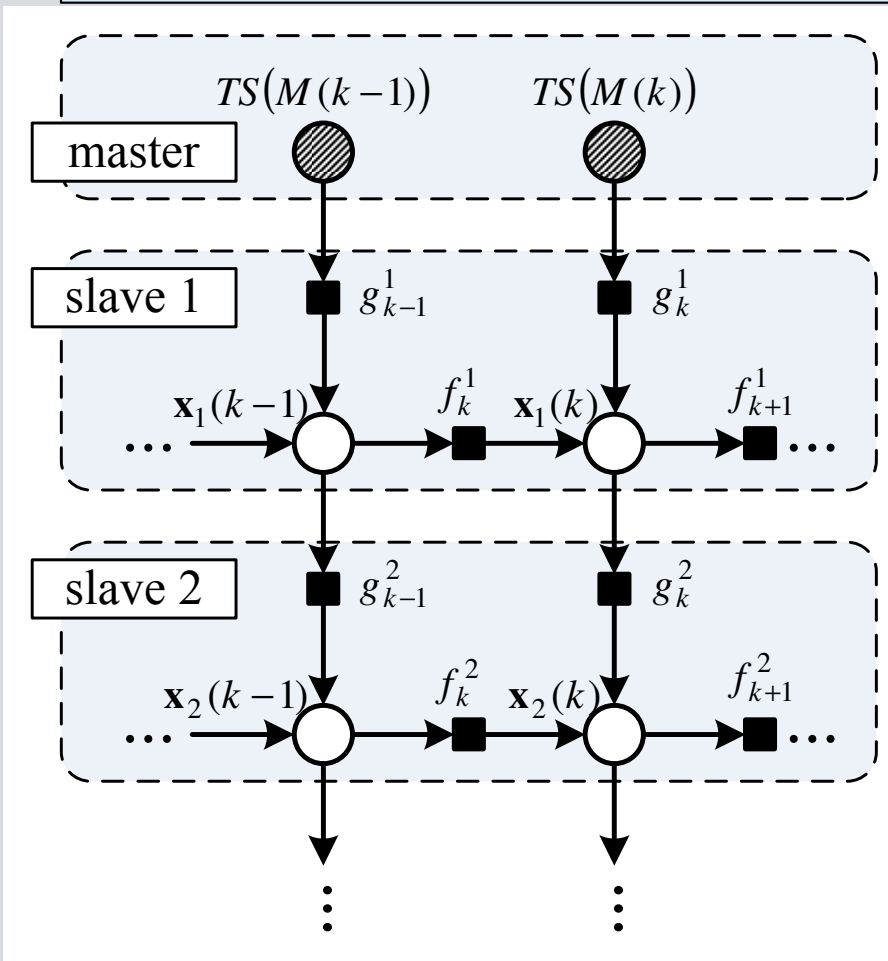 TS(M(k−1)) TS(M(k))
master
slave 1 g¹ₖ₋₁ g¹ₖ
x₁(k−1) f¹ₖ x₁(k) f¹ₖ₊₁
... ...
slave 2 g²ₖ₋₁ g²ₖ
x₂(k−1) f²ₖ x₂(k) f²ₖ₊₁
... ...
⋮ ⋮